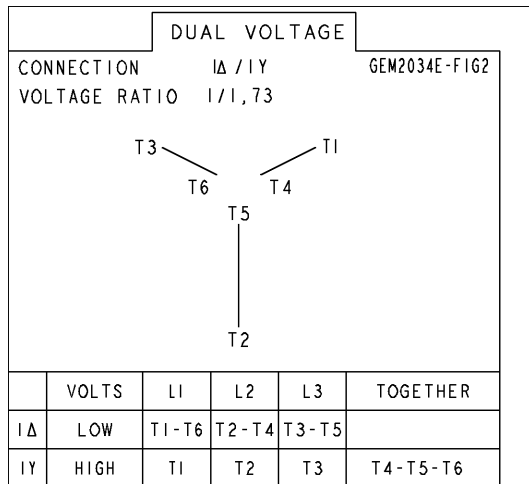 DUAL VOLTAGE
CONNECTION 1Δ/1Y GEM2034E-FIG2
VOLTAGE RATIO 1/1,73
T3 T1
T6 T4
T5
T2
VOLTS L1 L2 L3 TOGETHER
1Δ LOW T1-T6 T2-T4 T3-T5
1Y HIGH T1 T2 T3 T4-T5-T6